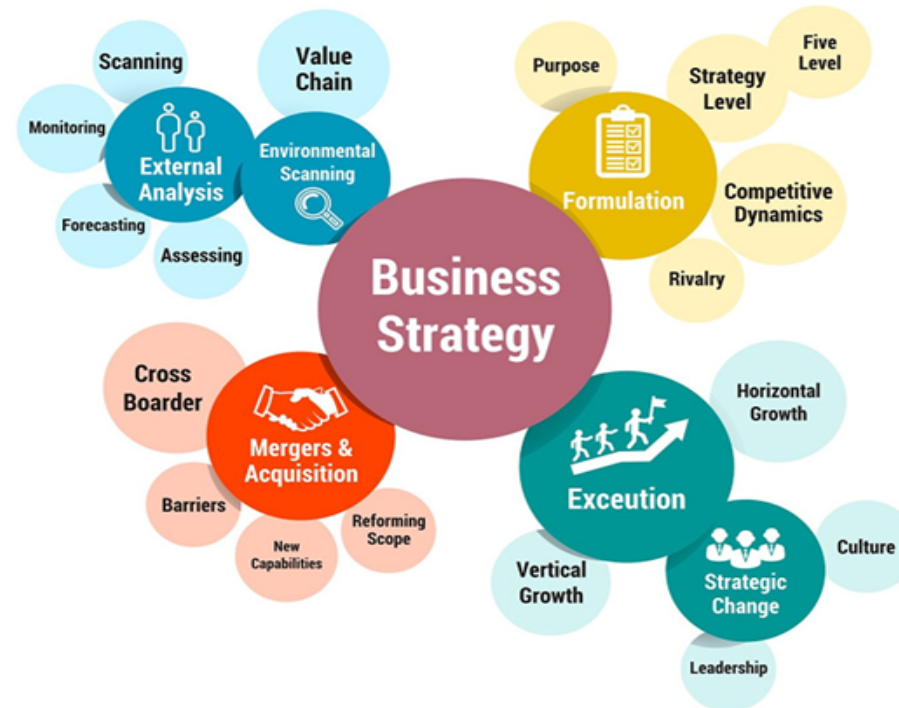 Scanning
Value
Chain
Monitoring
External
Analysis
Environmental
Scanning
Forecasting
Assessing
Purpose
Strategy
Level
Five
Level
Formulation
Competitive
Dynamics
Rivalry
Business
Strategy
Cross
Boarder
Mergers &
Acquisition
Barriers
New
Capabilities
Reforming
Scope
Horizontal
Growth
Exceution
Vertical
Growth
Strategic
Change
Culture
Leadership